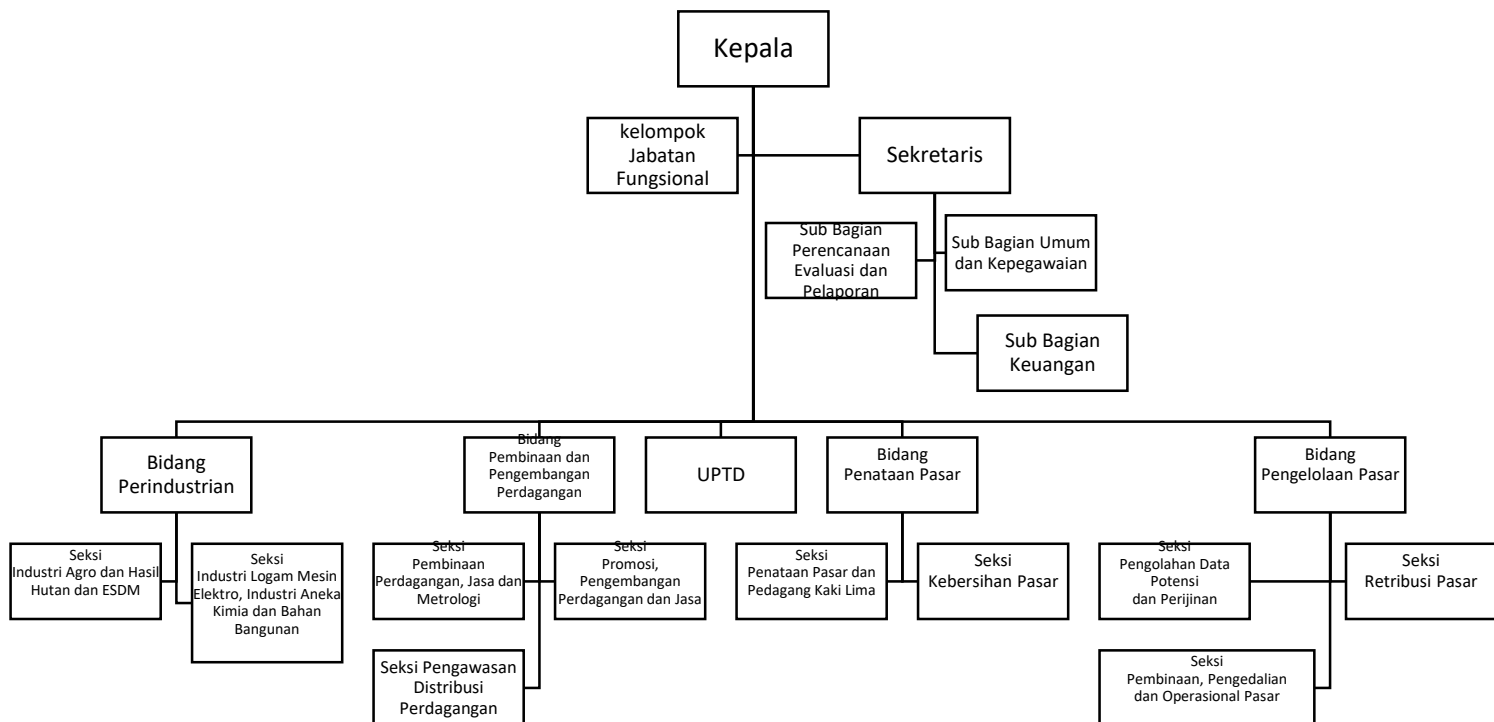 Kepala
kelompok
Jabatan
Fungsional
Sekretaris
Sub Bagian
Perencanaan
Evaluasi dan
Pelaporan
Sub Bagian Umum
dan Kepegawaian
Sub Bagian
Keuangan
Bidang
Perindustrian
Bidang
Pembinaan dan
Pengembangan
Perdagangan
UPTD
Bidang
Penataan Pasar
Bidang
Pengelolaan Pasar
Seksi
Industri Agro dan Hasil
Hutan dan ESDM
Seksi
Industri Logam Mesin
Elektro, Industri Aneka
Kimia dan Bahan
Bangunan
Seksi
Pembinaan
Perdagangan, Jasa dan
Metrologi
Seksi
Promosi,
Pengembangan
Perdagangan dan Jasa
Seksi
Penataan Pasar dan
Pedagang Kaki Lima
Seksi
Kebersihan Pasar
Seksi
Pengolahan Data
Potensi
dan Perijinan
Seksi
Retribusi Pasar
Seksi Pengawasan
Distribusi
Perdagangan
Seksi
Pembinaan, Pengedalian
dan Operasional Pasar